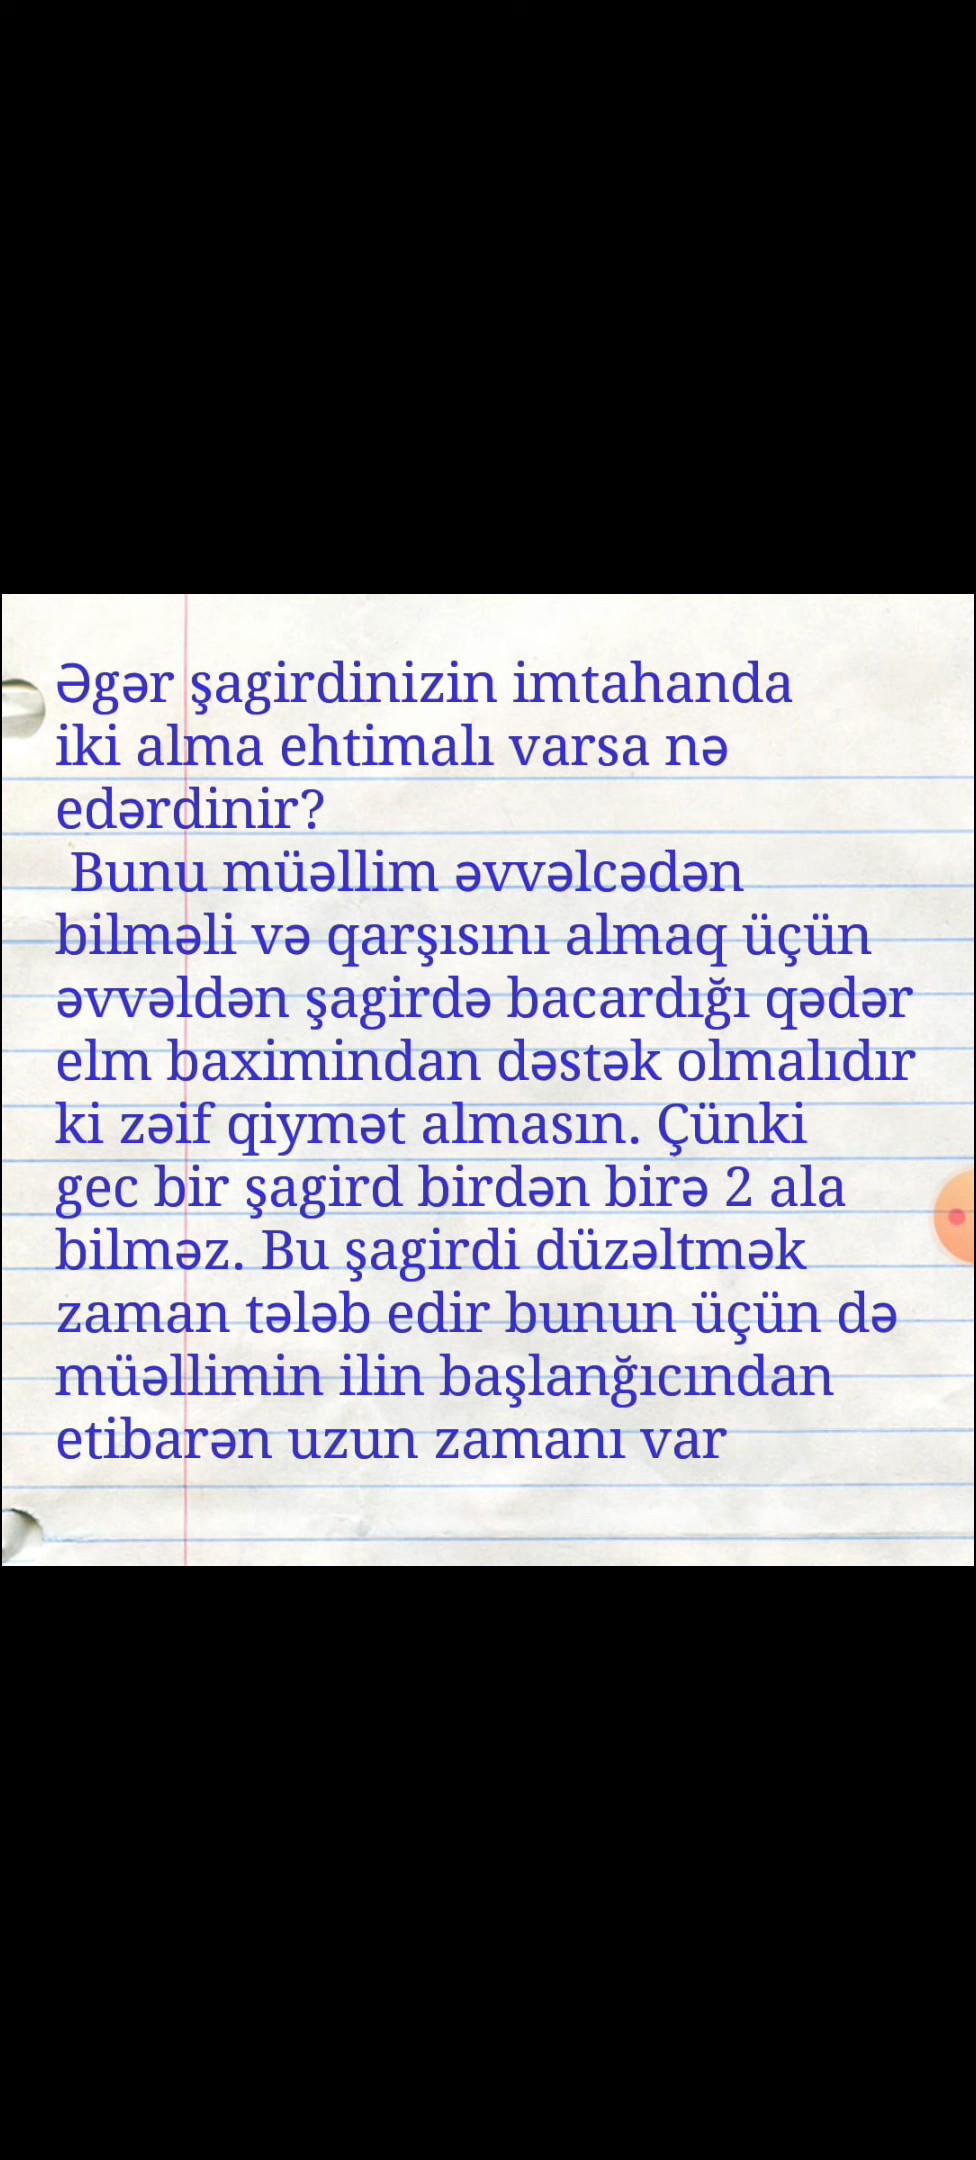 Əgər şagirdinizin imtahanda
iki alma ehtimalı varsa nə
edərdinir?
Bunu müəllim əvvəlcədən
bilməli və qarşısını almaq üçün
əvvəldən şagirdə bacardığı qədər
elm baximindan dəstək olmalıdır
ki zəif qiymət almasın. Çünki
gec bir şagird birdən birə 2 ala
bilməz. Bu şagirdi düzəltmək
zaman tələb edir bunun üçün də
müəllimin ilin başlanğıcından
etibarən uzun zamanı var